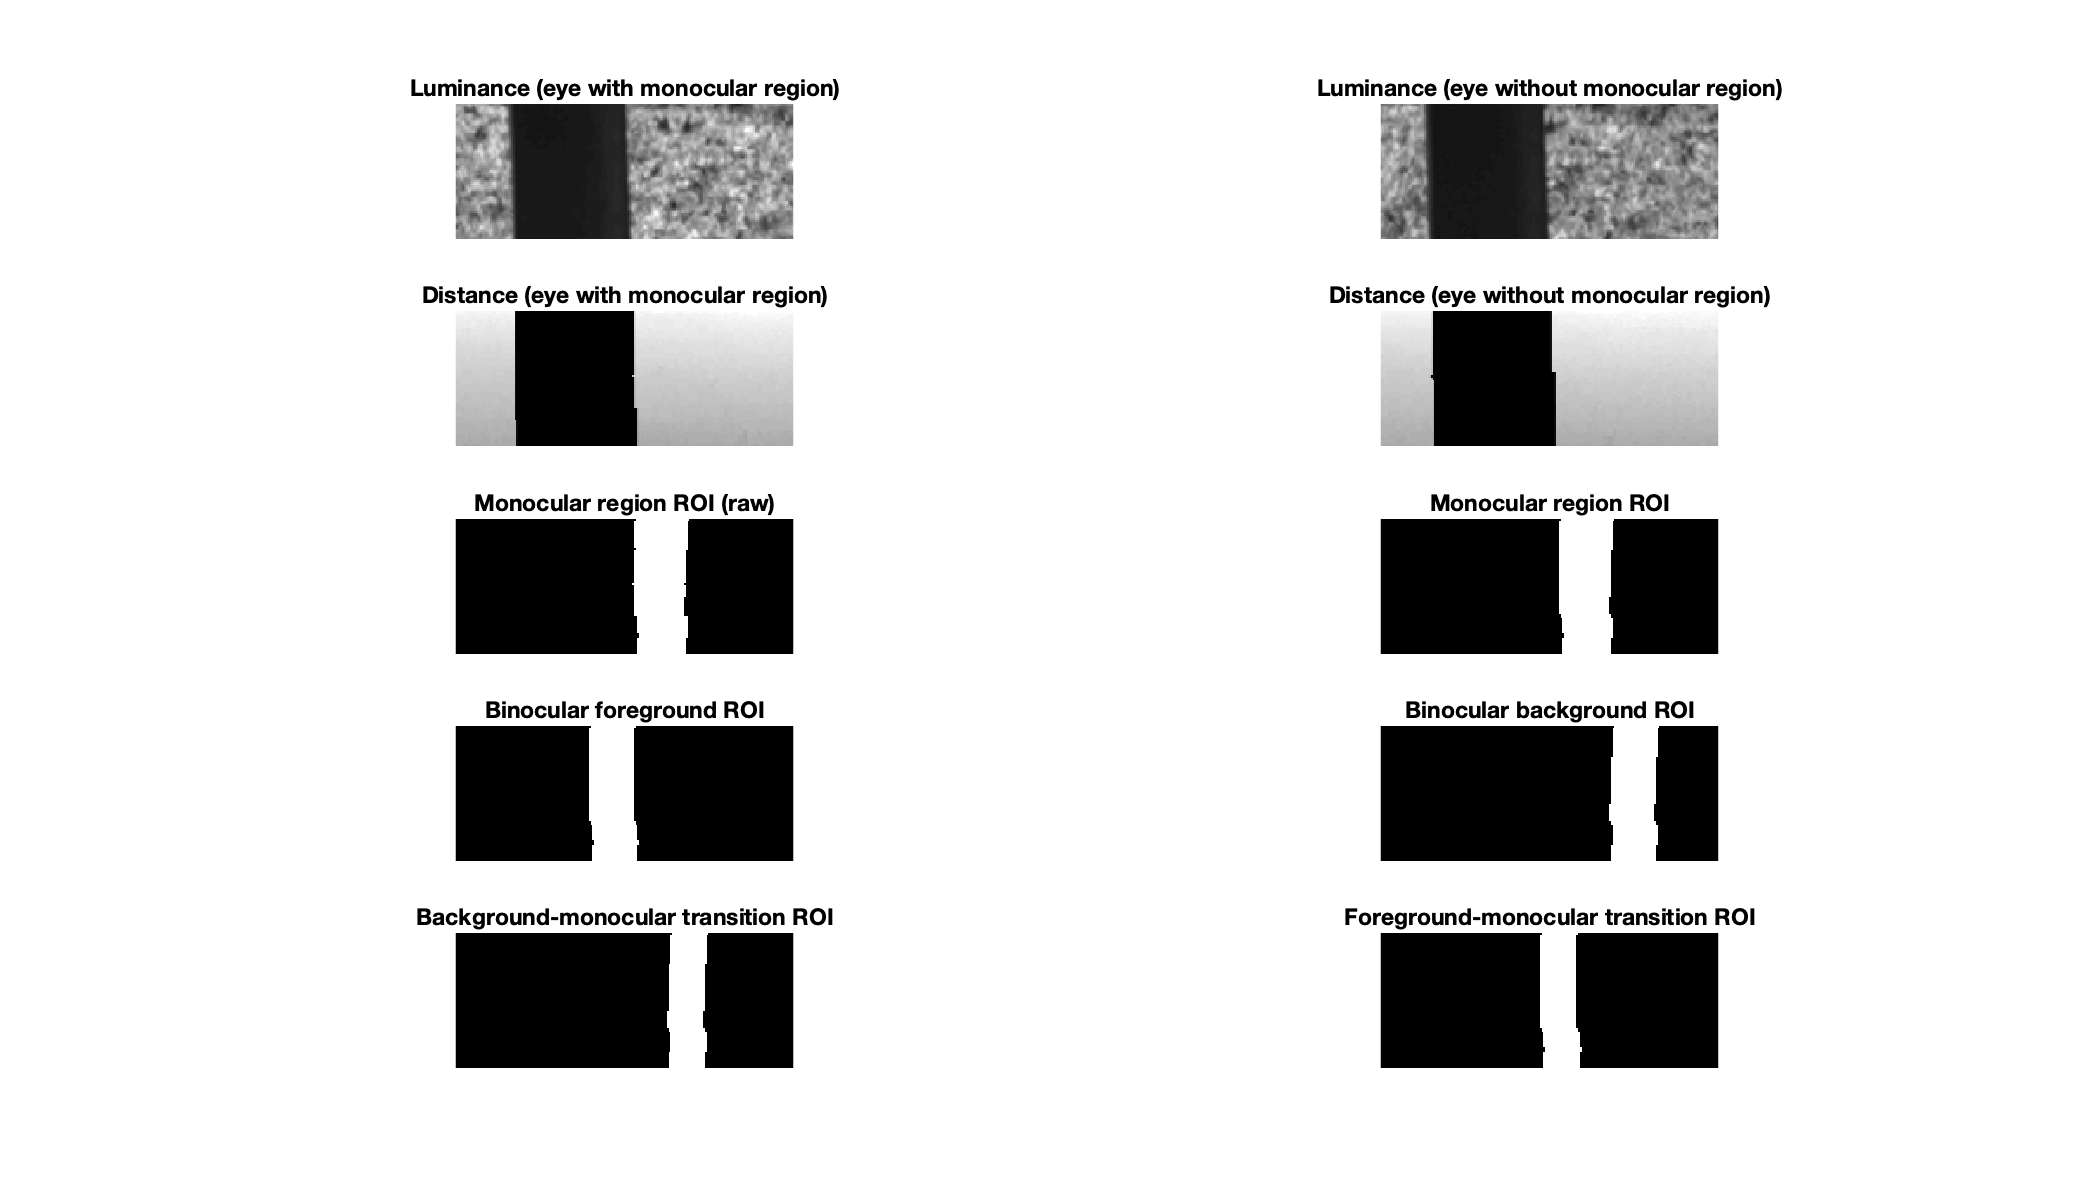 Luminance (eye with monocular region)
Luminance (eye without monocular region)
Distance (eye with monocular region)
Distance (eye without monocular region)
Monocular region ROI (raw)
Monocular region ROI
Binocular foreground ROI
Binocular background ROI
Background-monocular transition ROI
Foreground-monocular transition ROI